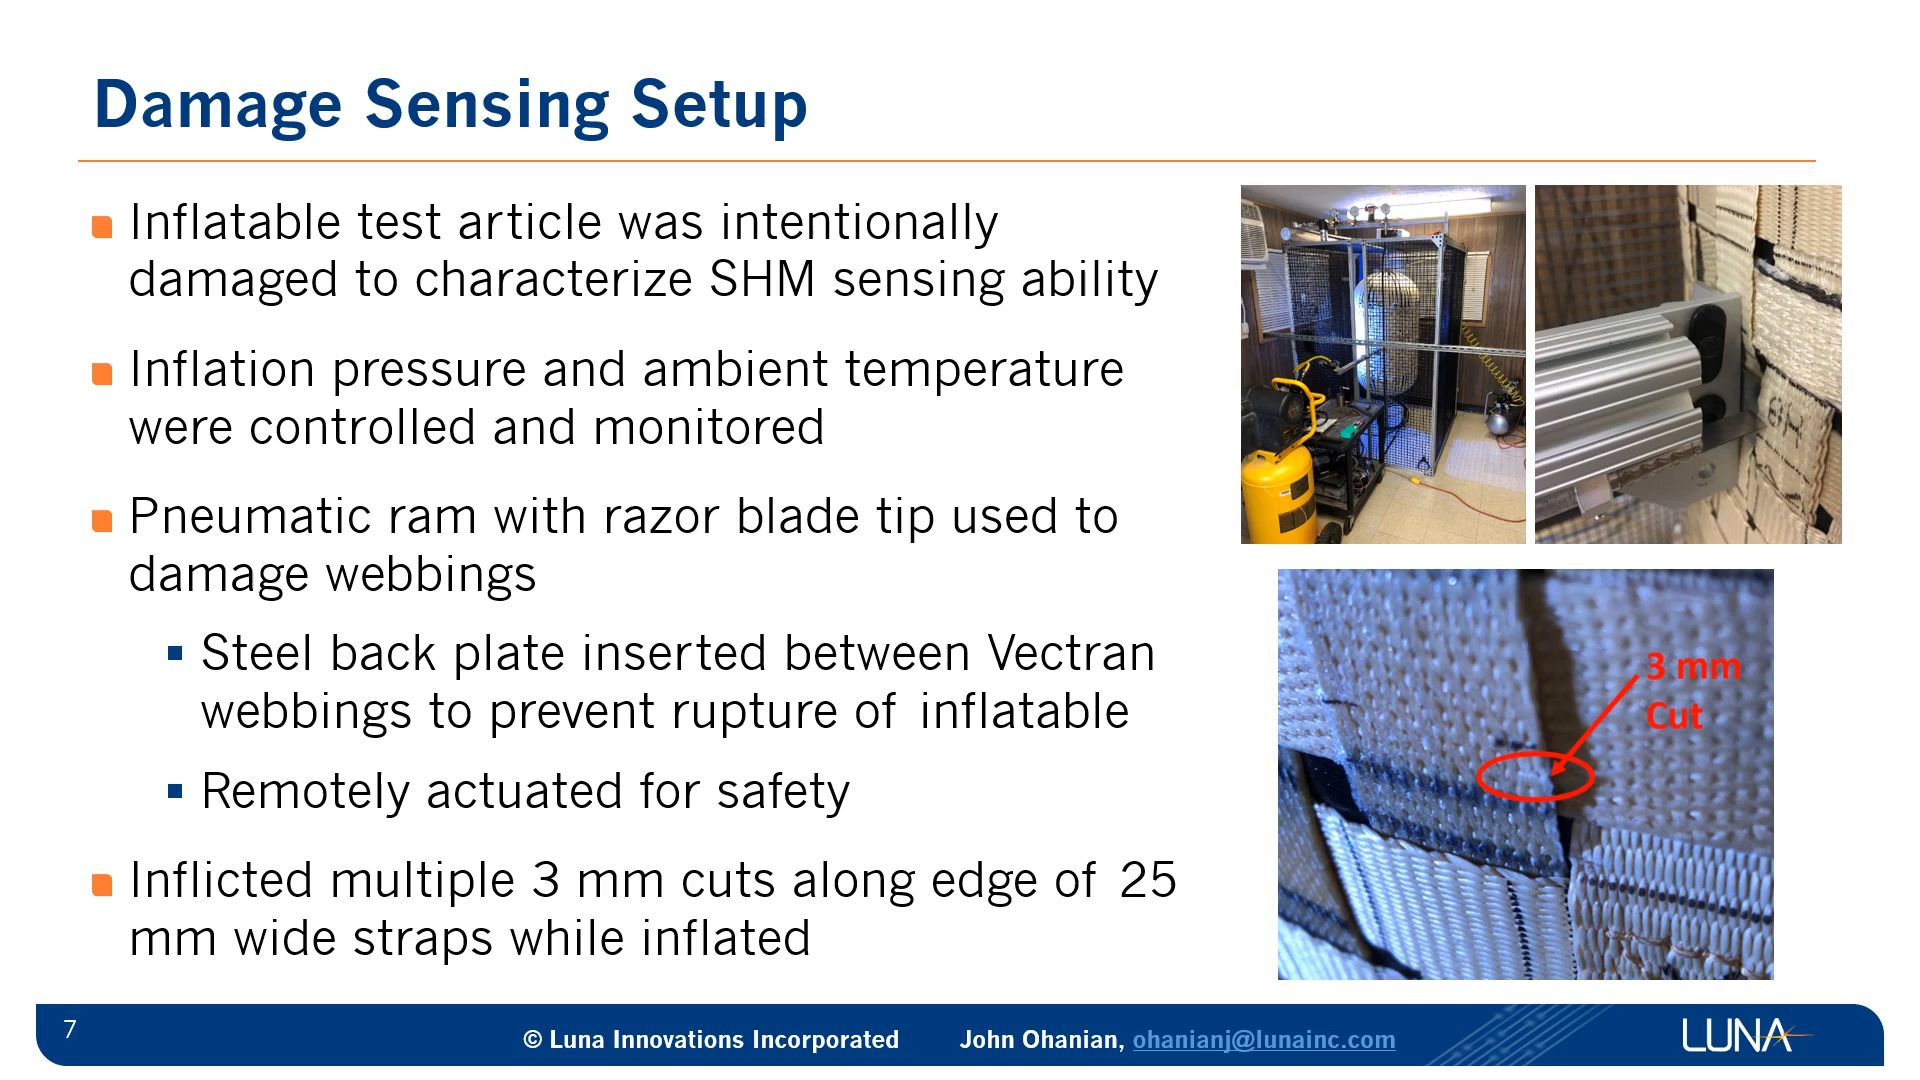 Damage Sensing Setup
Inflatable test article was intentionally
damaged to characterize SHM sensing ability
Inflation pressure and ambient temperature
were controlled and monitored
Pneumatic ram with razor blade tip used to
damage webbings
Steel back plate inserted between Vectran
webbings to prevent rupture of inflatable
Remotely actuated for safety
Inflicted multiple 3 mm cuts along edge of 25
mm wide straps while inflated
3 mm
Cut
7
© Luna Innovations Incorporated John Ohanian, ohanianj@lunainc.com
LUNA